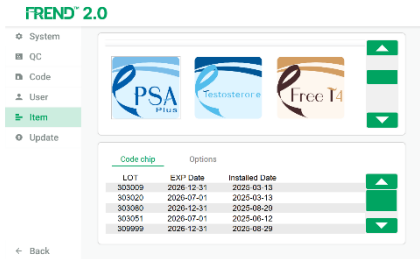 FREND™ 2.0
System
QC
Code
User
Item
Update
Back
PSA
Plus
Testosterone
Free T4
Code chip Options
LOT EXP Date Installed Date
303009 2026-12-31 2025-03-13
303020 2026-07-01 2025-03-13
303080 2026-12-31 2025-08-29
303051 2026-07-01 2025-06-12
309999 2026-12-31 2025-08-29